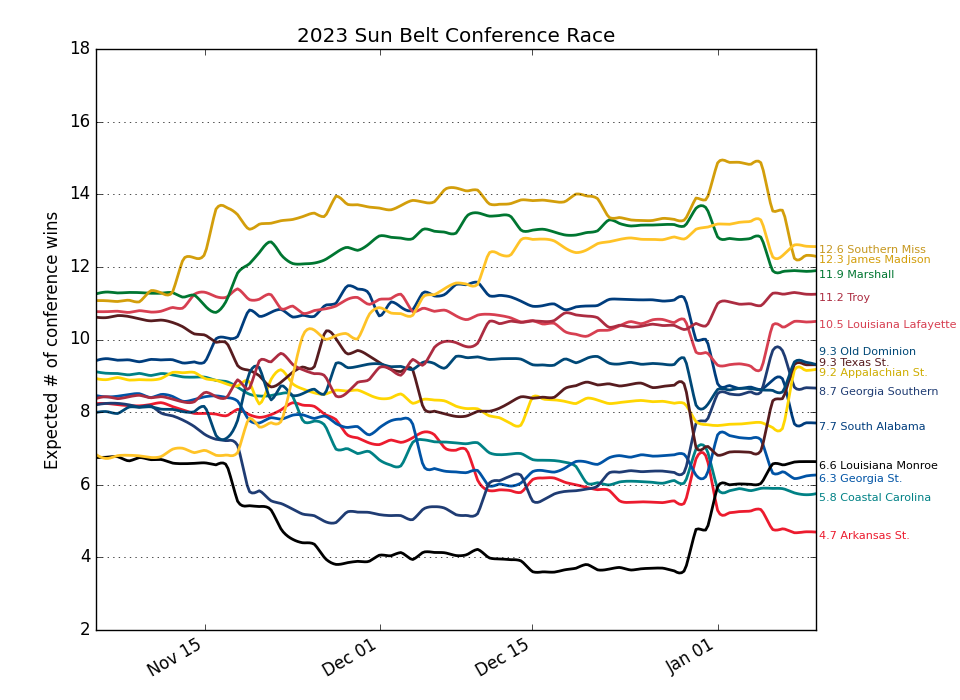 2023 Sun Belt Conference Race
Expected # of conference wins
18
16
14
12
10
8
6
4
2
Nov 15
Dec 01
Dec 15
Jan 01
12.6 Southern Miss
12.3 James Madison
11.9 Marshall
11.2 Troy
10.5 Louisiana Lafayette
9.3 Old Dominion
9.3 Texas St.
9.2 Appalachian St.
8.7 Georgia Southern
7.7 South Alabama
6.6 Louisiana Monroe
6.3 Georgia St.
5.8 Coastal Carolina
4.7 Arkansas St.